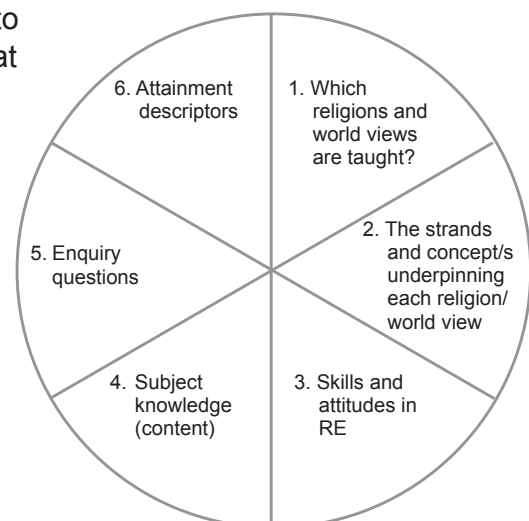 to
at
6. Attainment
descriptors
1. Which
religions and
world views
are taught?
2. The strands
and concept/s
underpinning
each religion/
world view
3. Skills and
attitudes in
RE
4. Subject
knowledge
(content)
5. Enquiry
questions